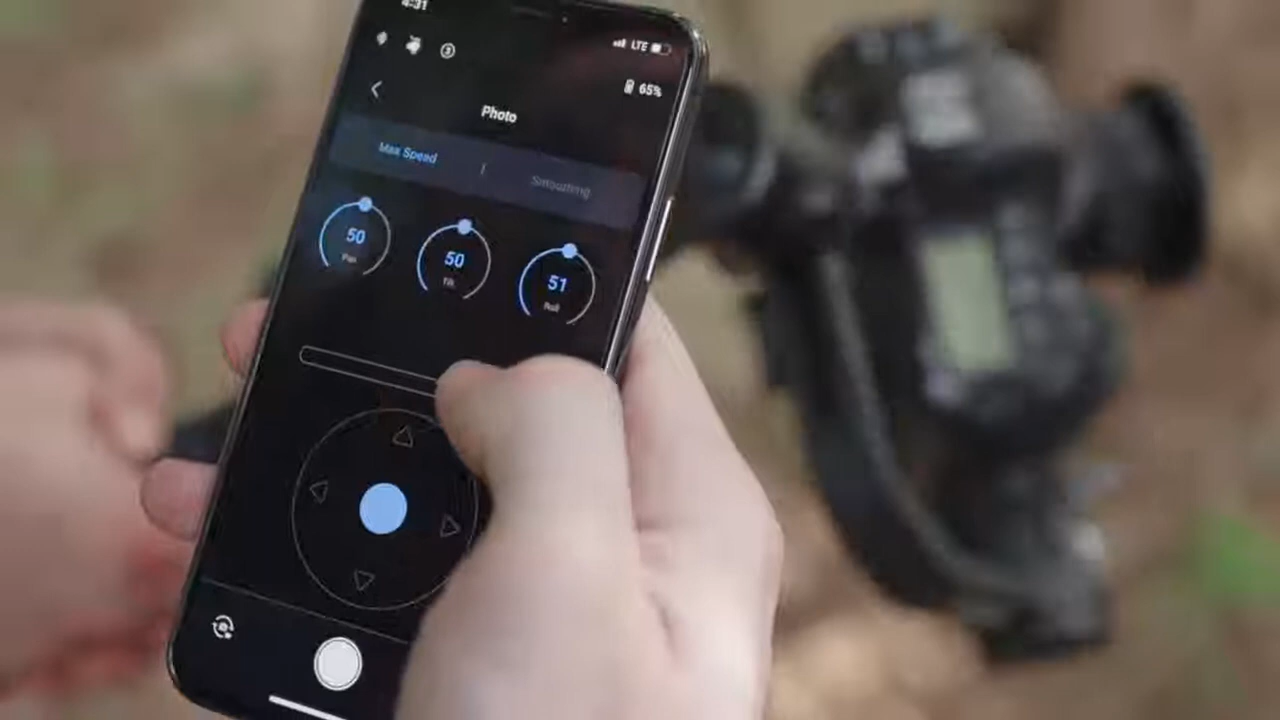 4:31
LTE
65%
Photo
Max Speed | Smoothing
50
50
51
Pan
Tilt
Roll